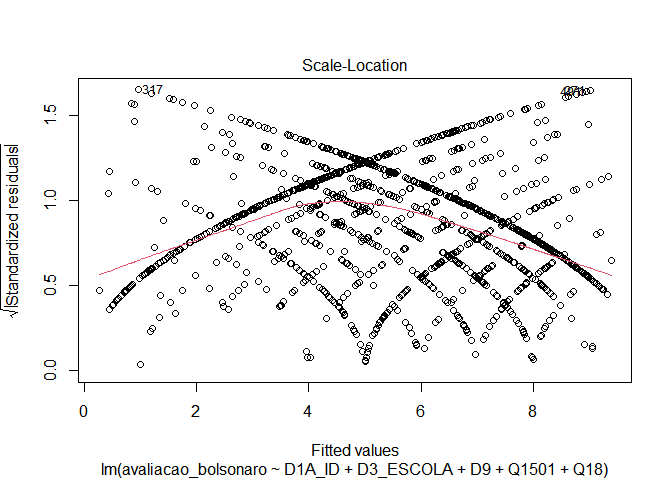 Scale-Location
√|Standardized residuals|
1.5
1.0
0.5
0.0
317
271
0 2 4 6 8
Fitted values
lm(avaliacao_bolsonaro ~ D1A_ID + D3_ESCOLA + D9 + Q1501 + Q18)